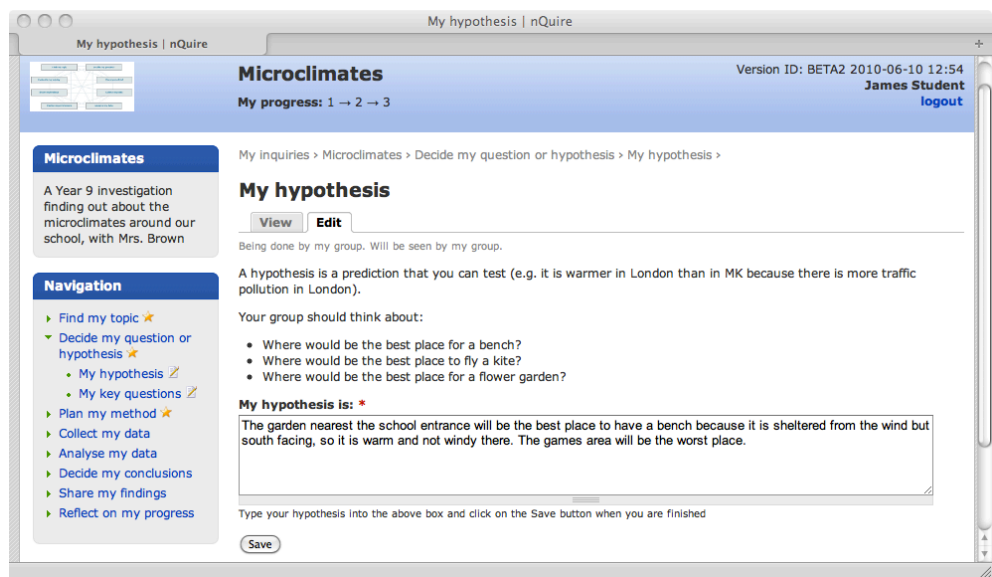 My hypothesis | nQuire
My hypothesis | nQuire
Microclimates
My progress: 1 → 2 → 3
Version ID: BETA2 2010-06-10 12:54
James Student
logout
Microclimates
A Year 9 investigation
finding out about the
microclimates around our
school, with Mrs. Brown
Navigation
Find my topic
Decide my question or
hypothesis
My hypothesis
My key questions
Plan my method
Collect my data
Analyse my data
Decide my conclusions
Share my findings
Reflect on my progress
My inquiries › Microclimates › Decide my question or hypothesis › My hypothesis ›
My hypothesis
View Edit
Being done by my group. Will be seen by my group.
A hypothesis is a prediction that you can test (e.g. it is warmer in London than in MK because there is more traffic
pollution in London).
Your group should think about:
• Where would be the best place for a bench?
• Where would be the best place to fly a kite?
• Where would be the best place for a flower garden?
My hypothesis is: *
The garden nearest the school entrance will be the best place to have a bench because it is sheltered from the wind but
south facing, so it is warm and not windy there. The games area will be the worst place.
Type your hypothesis into the above box and click on the Save button when you are finished
Save